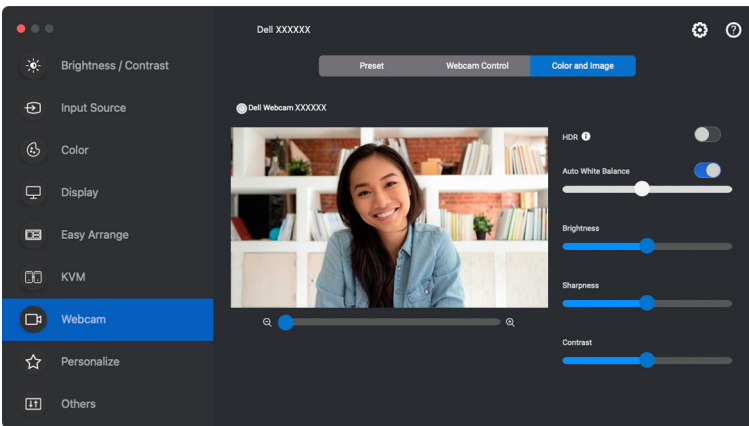 Dell XXXXXX
Brightness / Contrast
Input Source
Color
Display
Easy Arrange
KVM
Webcam
Personalize
Others
Preset
Webcam Control
Color and Image
Dell Webcam XXXXXX
HDR
Auto White Balance
Brightness
Sharpness
Contrast